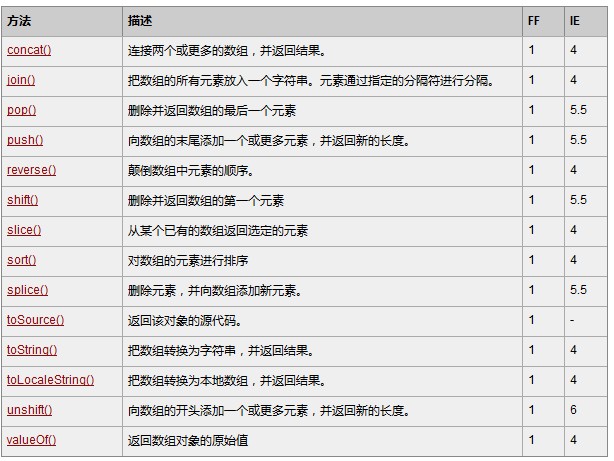 方法 描述 FF IE
concat() 连接两个或更多的数组，并返回结果。 1 4
join() 把数组的所有元素放入一个字符串。元素通过指定的分隔符进行分隔。 1 4
pop() 删除并返回数组的最后一个元素 1 5.5
push() 向数组的末尾添加一个或更多元素，并返回新的长度。 1 5.5
reverse() 颠倒数组中元素的顺序。 1 4
shift() 删除并返回数组的第一个元素 1 5.5
slice() 从某个已有的数组返回选定的元素 1 4
sort() 对数组的元素进行排序 1 4
splice() 删除元素，并向数组添加新元素。 1 5.5
toSource() 返回该对象的源代码。 1 -
toString() 把数组转换为字符串，并返回结果。 1 4
toLocaleString() 把数组转换为本地数组，并返回结果。 1 4
unshift() 向数组的开头添加一个或更多元素，并返回新的长度。 1 6
valueOf() 返回数组对象的原始值 1 4